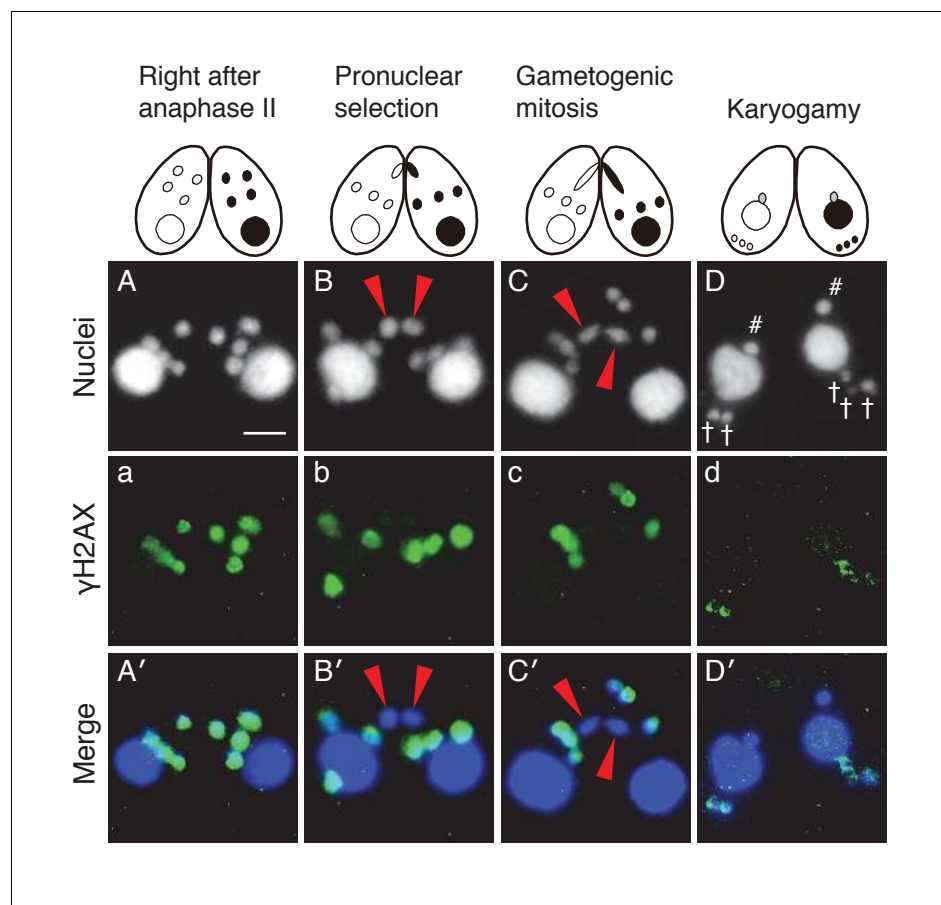 Right after
anaphase II
Pronuclear
selection
Gametogenic
mitosis
Karyogamy
Nuclei
A
B
C
D
#
#
† †
† † †
γH2AX
a
b
c
d
Merge
A′
B′
C′
D′